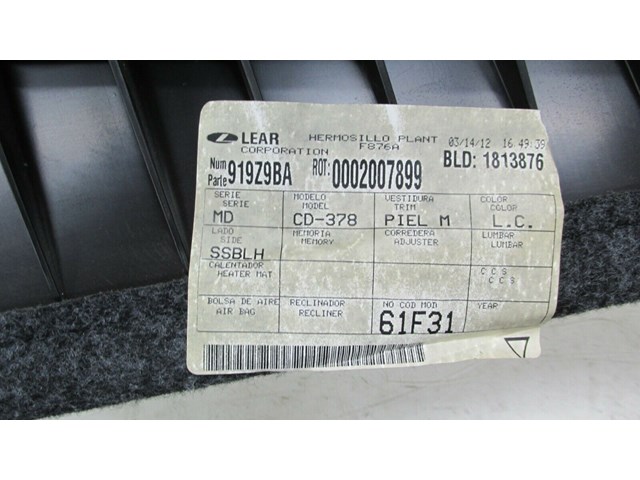 LEAR
CORPORATION
HERMOSILLO PLANT
F876A
03/14/12 16:49:39
Num
Parte 919Z9BA ROT: 0002007899 BLD: 1813876
SERIE MODELO VESTIDURA COLOR
SERIE MODEL TRIM COLOR
MD CD-378 PIEL M L.C.
LADO MEMORIA CORREDERA LUMBAR
SIDE MEMORY ADJUSTER LUMBAR
SSBLH
CALENTADOR CCS
HEATER MAT CCS
BOLSA DE AIRE RECLINADOR NO COD MOD YEAR
AIR BAG RECLINER 61F31